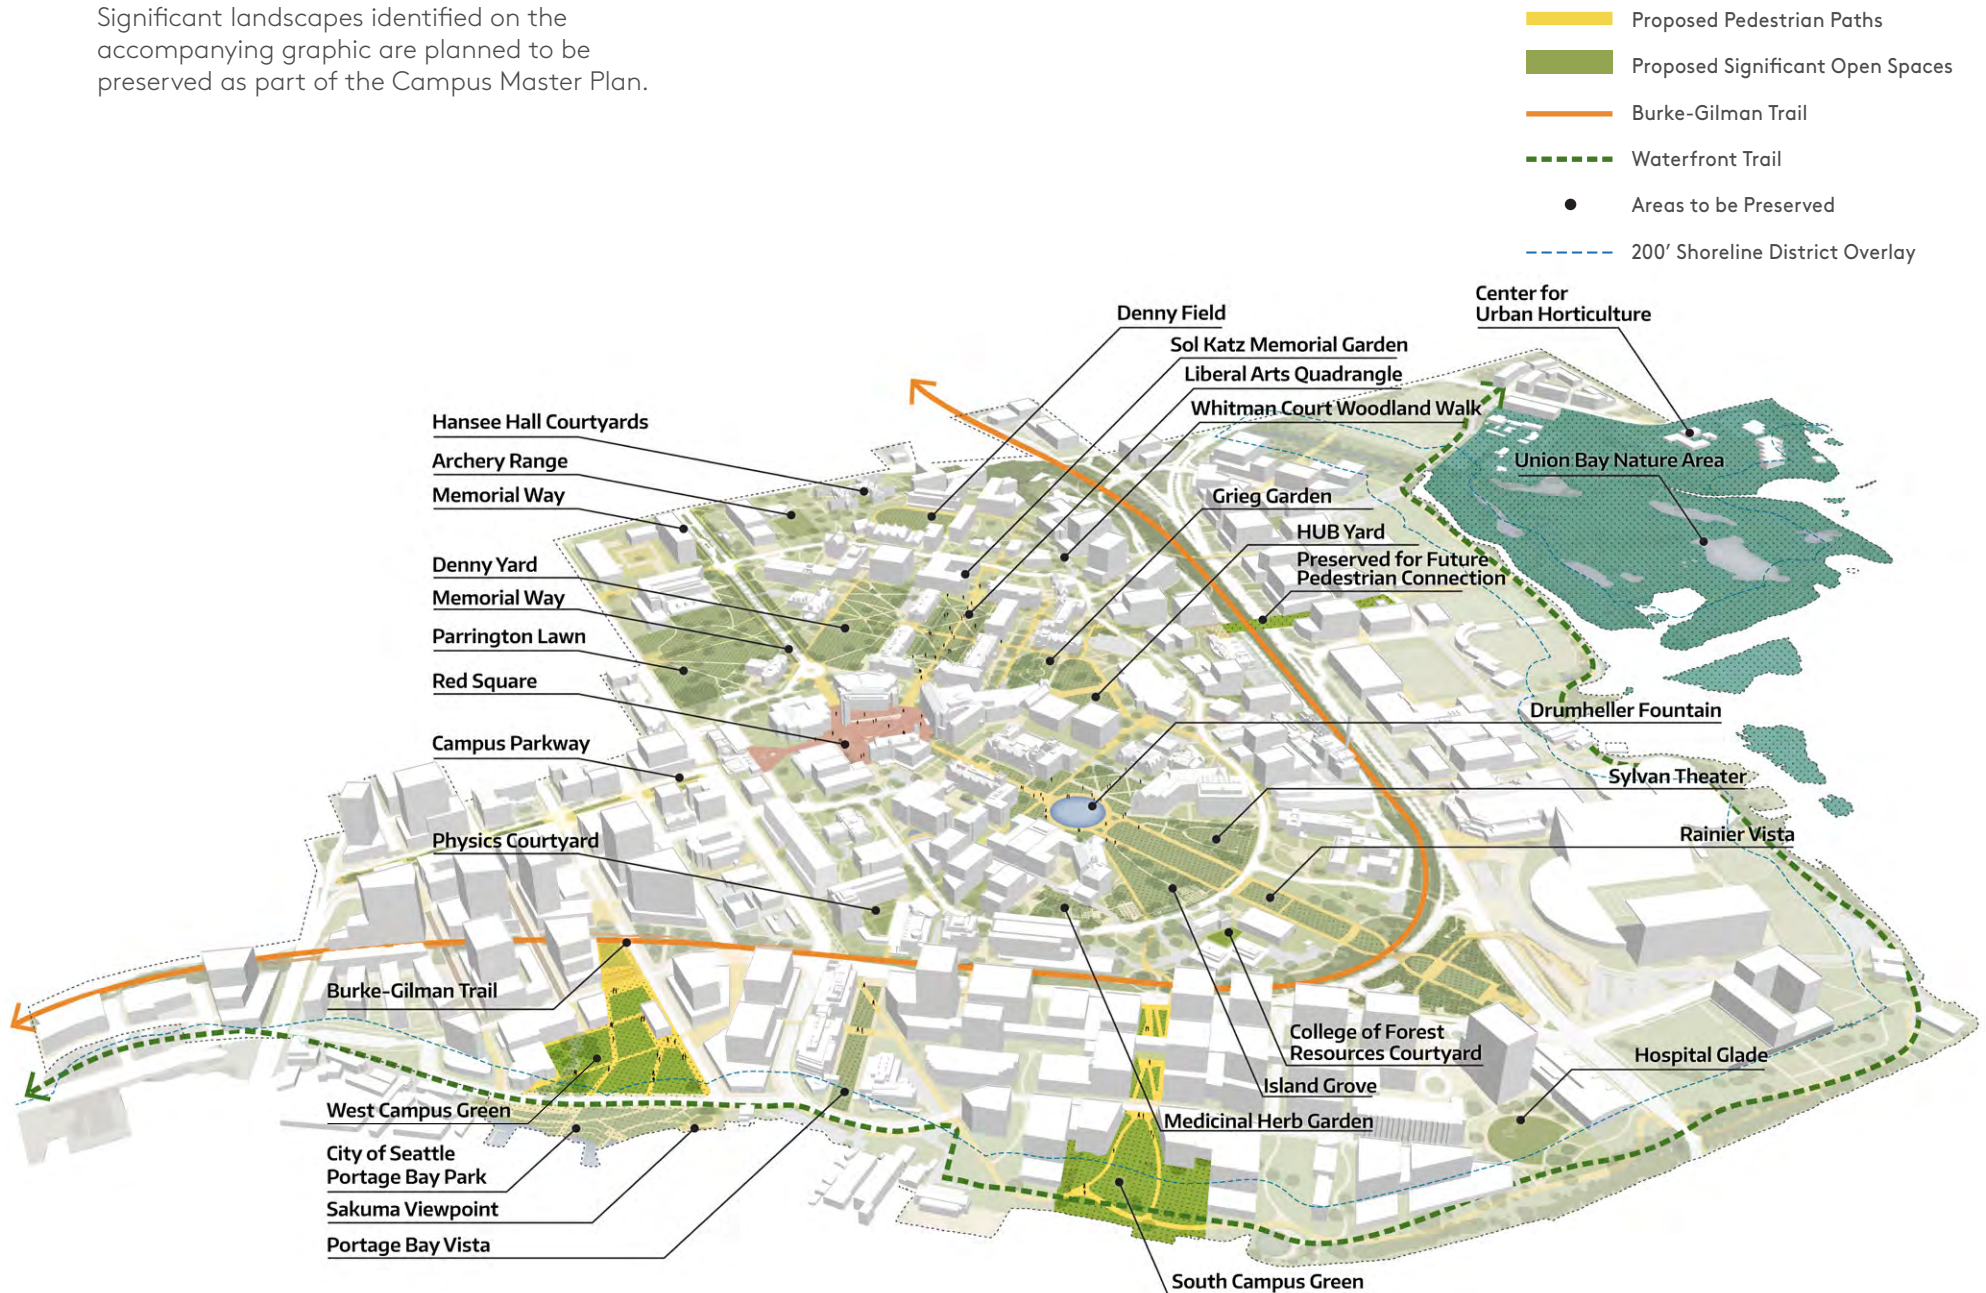 Significant landscapes identified on the
accompanying graphic are planned to be
preserved as part of the Campus Master Plan.
Proposed Pedestrian Paths
Proposed Significant Open Spaces
Burke-Gilman Trail
Waterfront Trail
Areas to be Preserved
200' Shoreline District Overlay
Center for
Urban Horticulture
Denny Field
Sol Katz Memorial Garden
Liberal Arts Quadrangle
Whitman Court Woodland Walk
Hansee Hall Courtyards
Archery Range
Memorial Way
Union Bay Nature Area
Grieg Garden
HUB Yard
Preserved for Future
Pedestrian Connection
Denny Yard
Memorial Way
Parrington Lawn
Red Square
Drumheller Fountain
Campus Parkway
Sylvan Theater
Rainier Vista
Physics Courtyard
Burke-Gilman Trail
College of Forest
Resources Courtyard
Hospital Glade
Island Grove
West Campus Green
Medicinal Herb Garden
City of Seattle
Portage Bay Park
Sakuma Viewpoint
Portage Bay Vista
South Campus Green